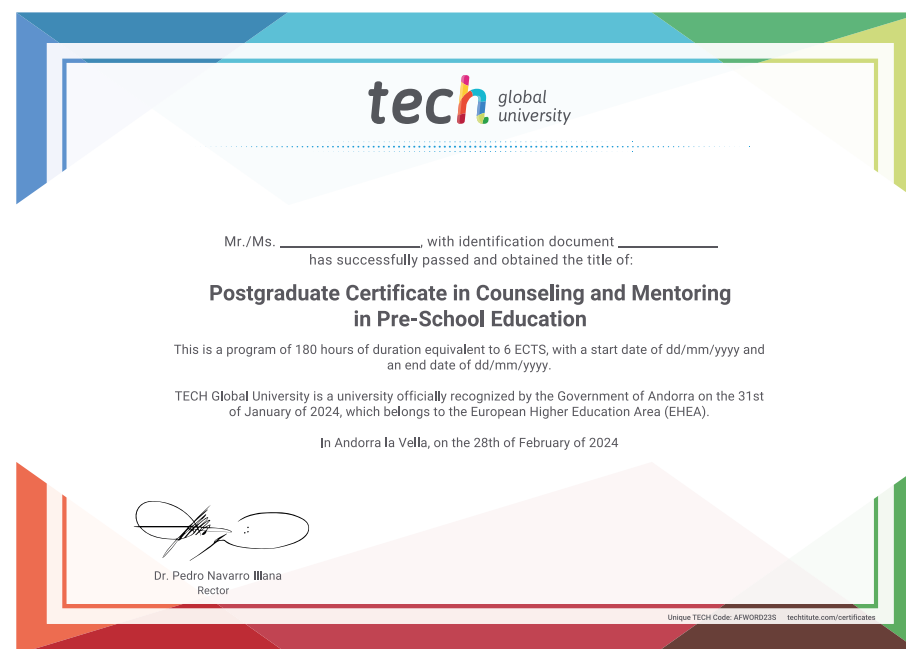 tech global
university
Mr./Ms. ____________, with identification document ____________
has successfully passed and obtained the title of:
Postgraduate Certificate in Counseling and Mentoring
in Pre-School Education
This is a program of 180 hours of duration equivalent to 6 ECTS, with a start date of dd/mm/yyyy and
an end date of dd/mm/yyyy.
TECH Global University is a university officially recognized by the Government of Andorra on the 31st
of January of 2024, which belongs to the European Higher Education Area (EHEA).
In Andorra la Vella, on the 28th of February of 2024
Dr. Pedro Navarro Illana
Rector
Unique TECH Code: AFWORD23S techtitute.com/certificates